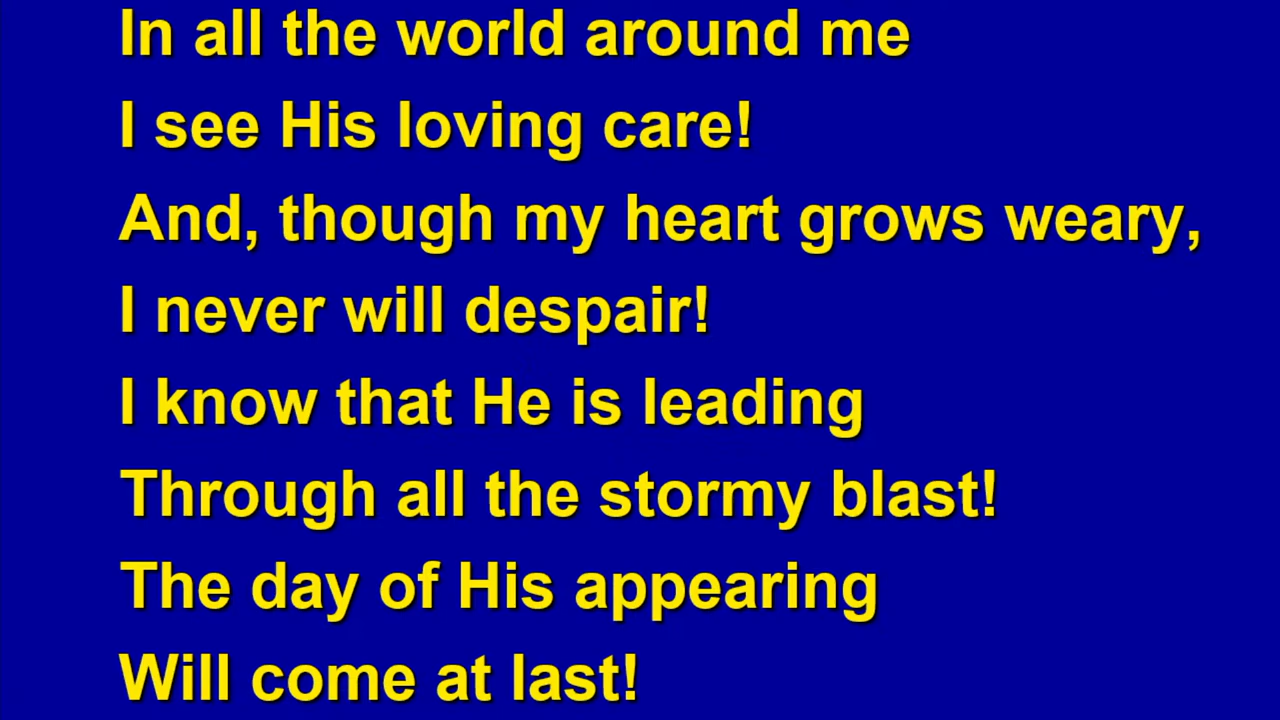 In all the world around me
I see His loving care!
And, though my heart grows weary,
I never will despair!
I know that He is leading
Through all the stormy blast!
The day of His appearing
Will come at last!